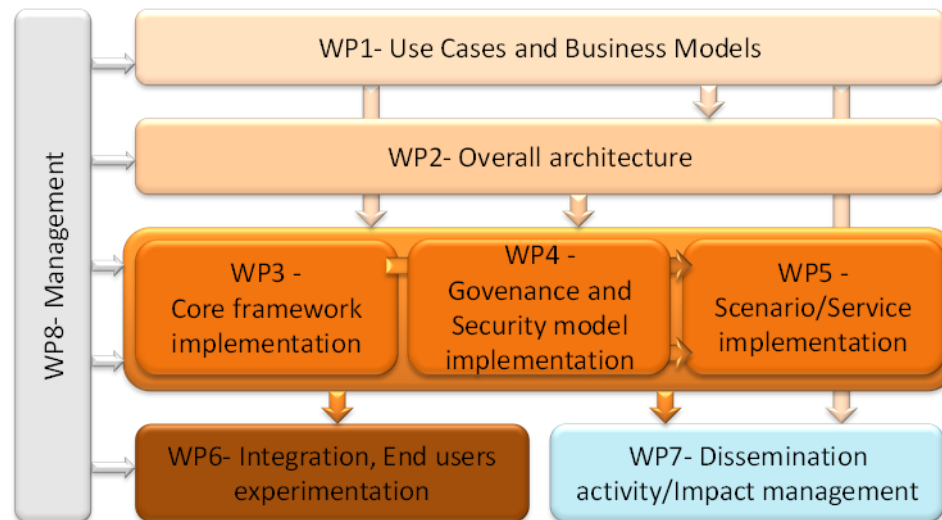 WP8- Management
WP1- Use Cases and Business Models
WP2- Overall architecture
WP3 -
Core framework
implementation
WP4 -
Govenance and
Security model
implementation
WP5 -
Scenario/Service
implementation
WP6- Integration, End users
experimentation
WP7- Dissemination
activity/Impact management